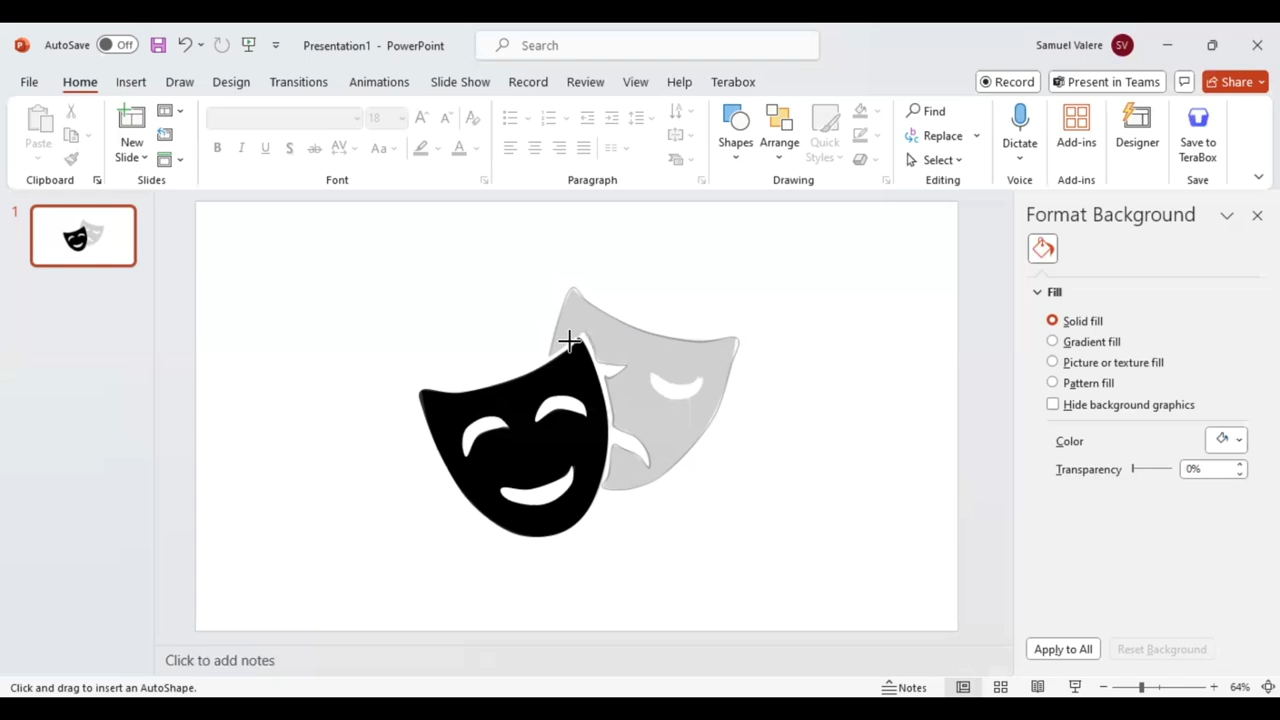 AutoSave Off Presentation1 - PowerPoint Search Samuel Valere SV
File Home Insert Draw Design Transitions Animations Slide Show Record Review View Help Terabox Record Present in Teams Share
Paste
Clipboard
New
Slide
Slides
18
B I U S ab AV Aa A
Font
Paragraph
Shapes Arrange Quick
Styles
Drawing
Find
Replace
Select
Editing
Dictate
Voice
Add-ins
Add-ins
Designer
Save to
TeraBox
Save
1
Format Background
Fill
Solid fill
Gradient fill
Picture or texture fill
Pattern fill
Hide background graphics
Color
Transparency 0%
Apply to All Reset Background
Click to add notes
Click and drag to insert an AutoShape. Notes 64%